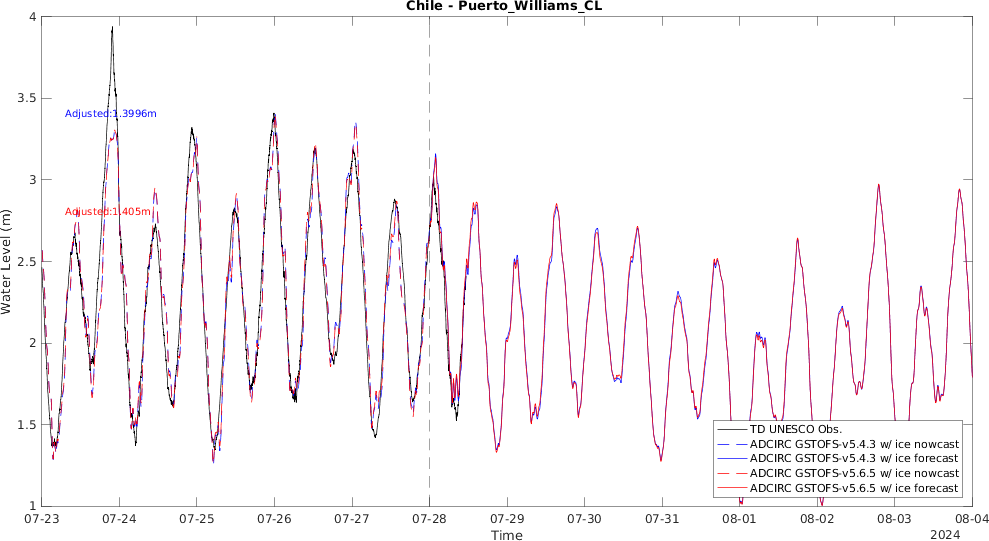 Chile - Puerto_Williams_CL
4
3.5
3
2.5
2
1.5
1
Water Level (m)
Adjusted:1.3996m
Adjusted:1.405m
TD UNESCO Obs.
ADCIRC GSTOFS-v5.4.3 w/ ice nowcast
ADCIRC GSTOFS-v5.4.3 w/ ice forecast
ADCIRC GSTOFS-v5.6.5 w/ ice nowcast
ADCIRC GSTOFS-v5.6.5 w/ ice forecast
07-23 07-24 07-25 07-26 07-27 07-28 07-29 07-30 07-31 08-01 08-02 08-03 08-04
Time
2024